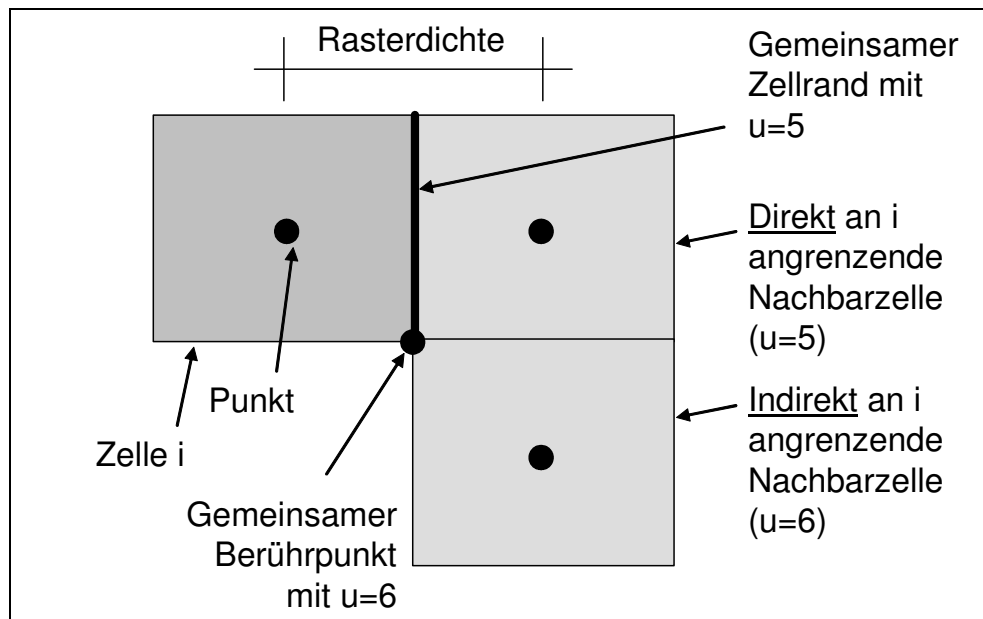 Rasterdichte
Gemeinsamer
Zellrand mit
u=5
Direkt an i
angrenzende
Nachbarzelle
(u=5)
Punkt
Zelle i
Indirekt an i
angrenzende
Nachbarzelle
(u=6)
Gemeinsamer
Berührpunkt
mit u=6